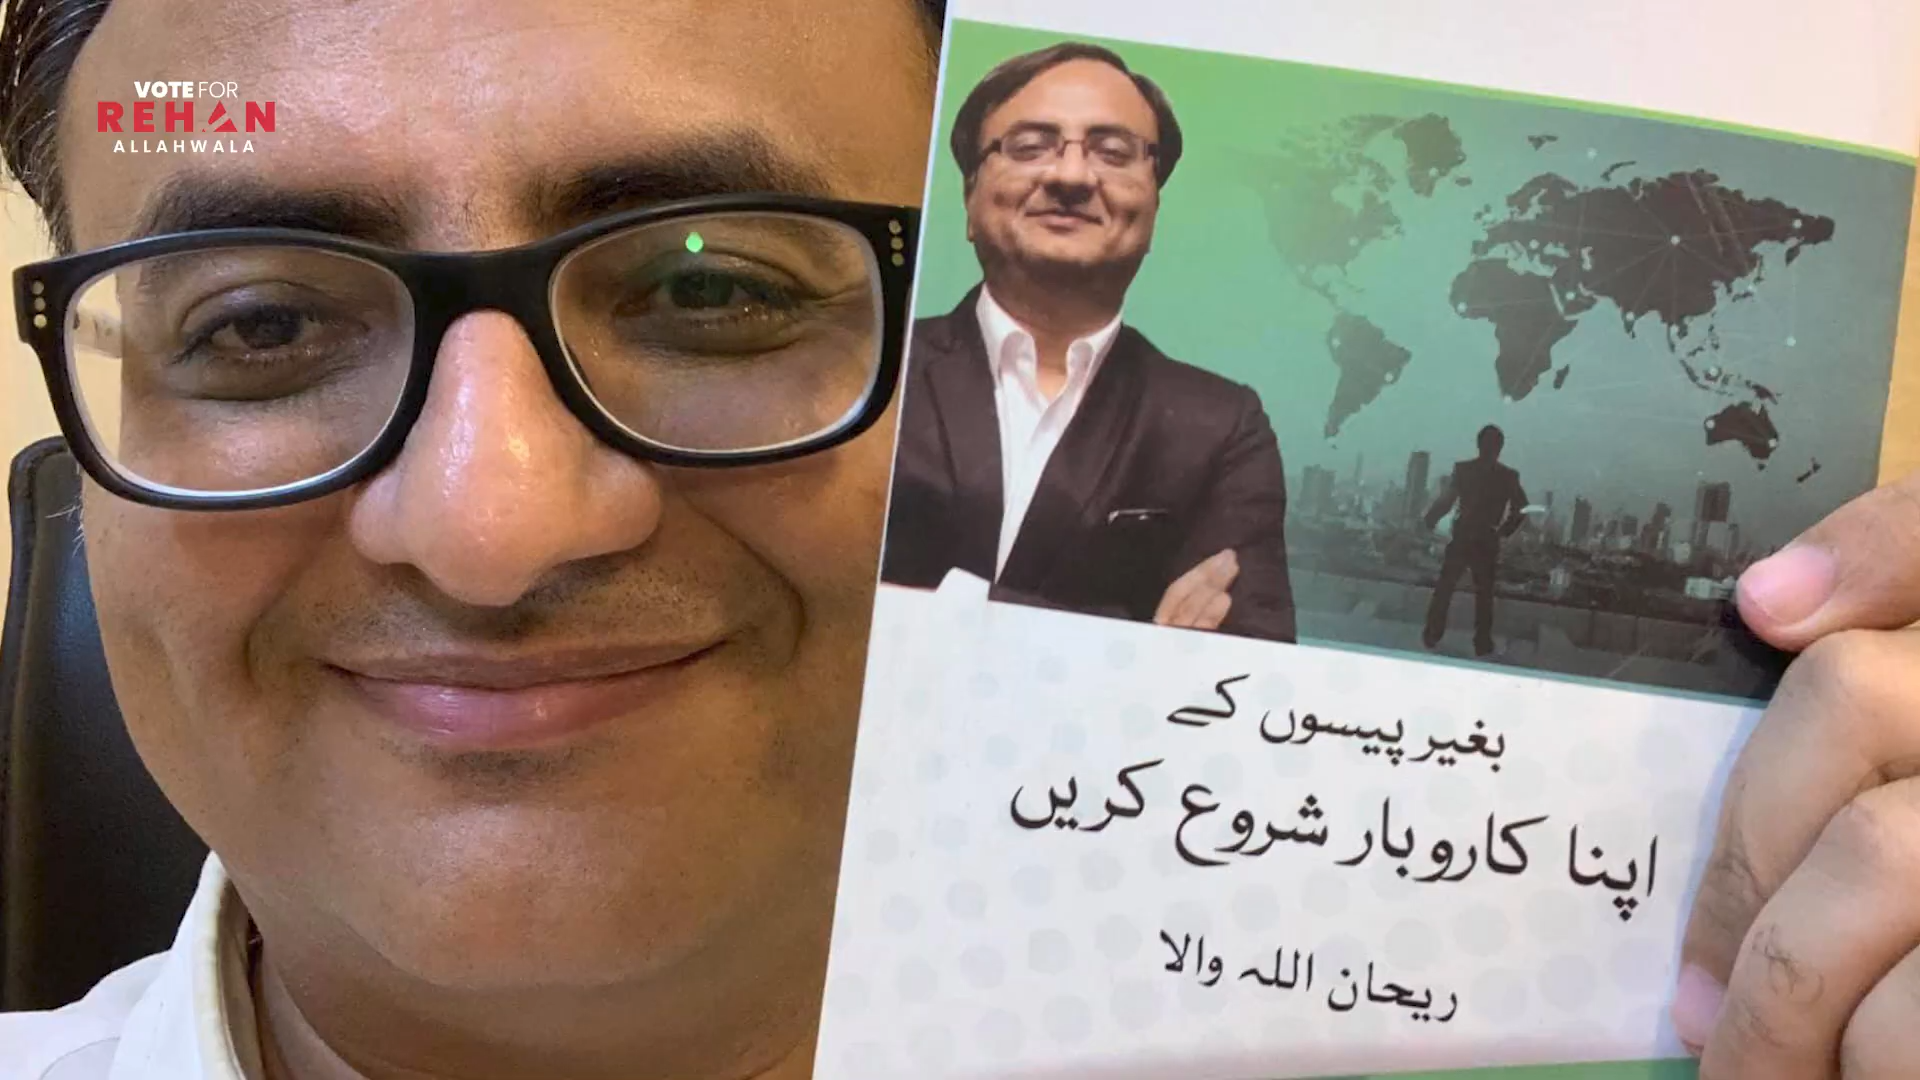 VOTE FOR
REHAN
ALLAHWALA
بغیر پیسوں کے
اپنا کاروبار شروع کریں
ریحان اللہ والا